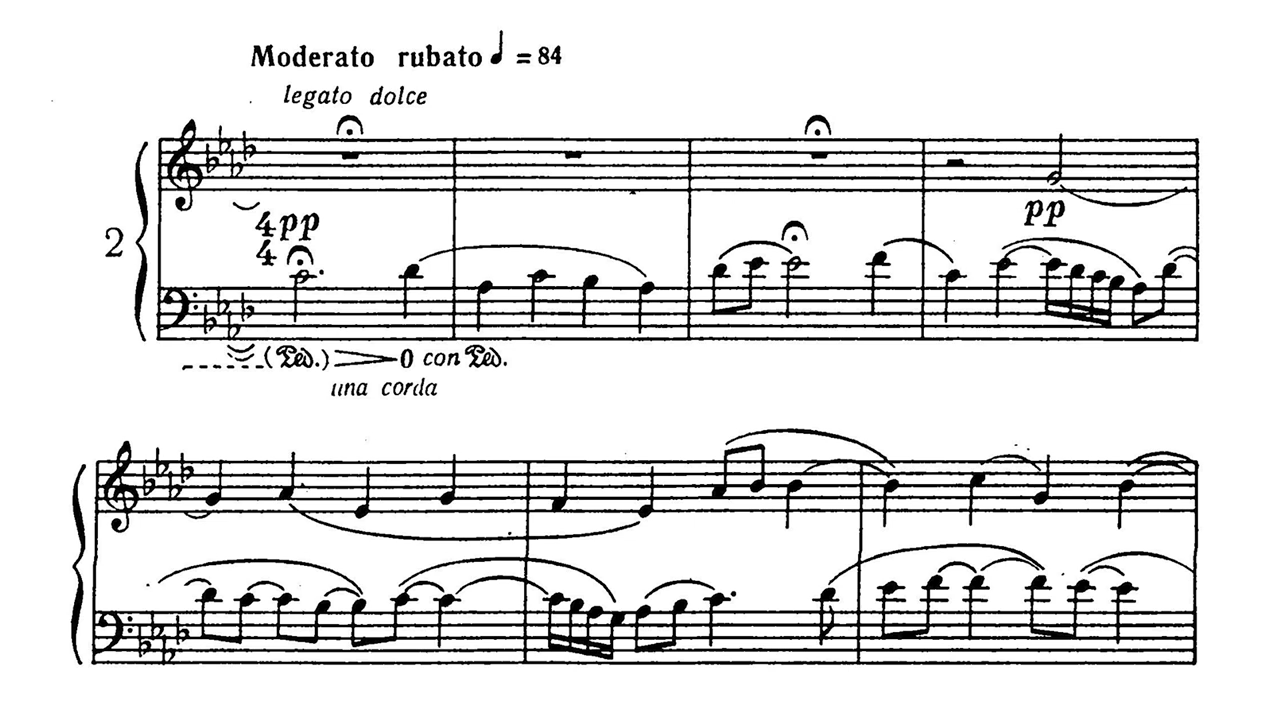 Moderato rubato ♩ = 84
legato dolce
2
4 pp
4
pp
(Ped.) 0 con Ped.
una corda